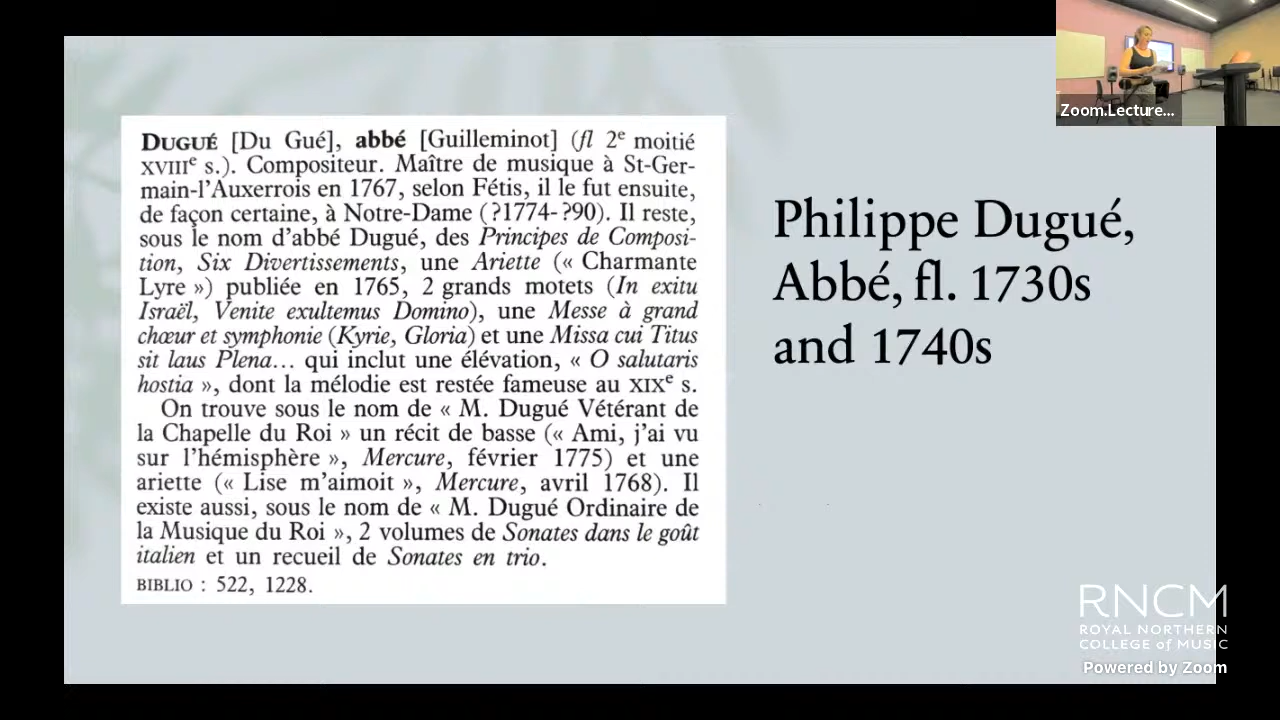 DUGUÉ [Du Gué], abbé [Guilleminot] (fl 2e moitié
XVIIIe s.). Compositeur. Maître de musique à St-Ger-
main-l'Auxerrois en 1767, selon Fétis, il le fut ensuite,
de façon certaine, à Notre-Dame (?1774-?90). Il reste,
sous le nom d'abbé Dugué, des Principes de Composi-
tion, Six Divertissements, une Ariette (« Charmante
Lyre ») publiée en 1765, 2 grands motets (In exitu
Israël, Venite exultemus Domino), une Messe à grand
chœur et symphonie (Kyrie, Gloria) et une Missa cui Titus
sit laus Plena... qui inclut une élévation, « O salutaris
hostia », dont la mélodie est restée fameuse au XIXe s.
On trouve sous le nom de « M. Dugué Vétérant de
la Chapelle du Roi » un récit de basse (« Ami, j'ai vu
sur l'hémisphère », Mercure, février 1775) et une
ariette (« Lise m'aimoit », Mercure, avril 1768). Il
existe aussi, sous le nom de « M. Dugué Ordinaire de
la Musique du Roi », 2 volumes de Sonates dans le goût
italien et un recueil de Sonates en trio.
BIBLIO : 522, 1228.
Philippe Dugué,
Abbé, fl. 1730s
and 1740s
Zoom.Lecture...
RNCM
ROYAL NORTHERN
COLLEGE of MUSIC
Powered by Zoom